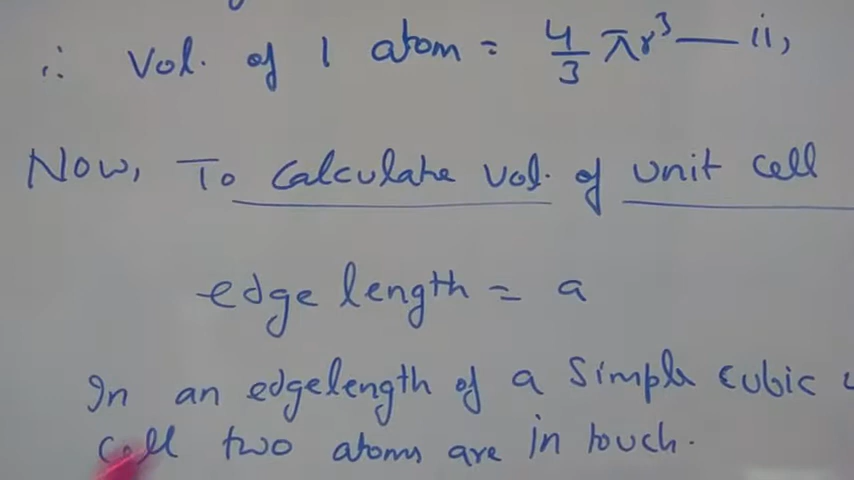 ∴ Vol. of 1 atom = 4/3 πr³ — ii,
Now, To Calculate Vol. of unit cell
edge length = a
In an edgelength of a Simple cubic
cell two atoms are in touch.